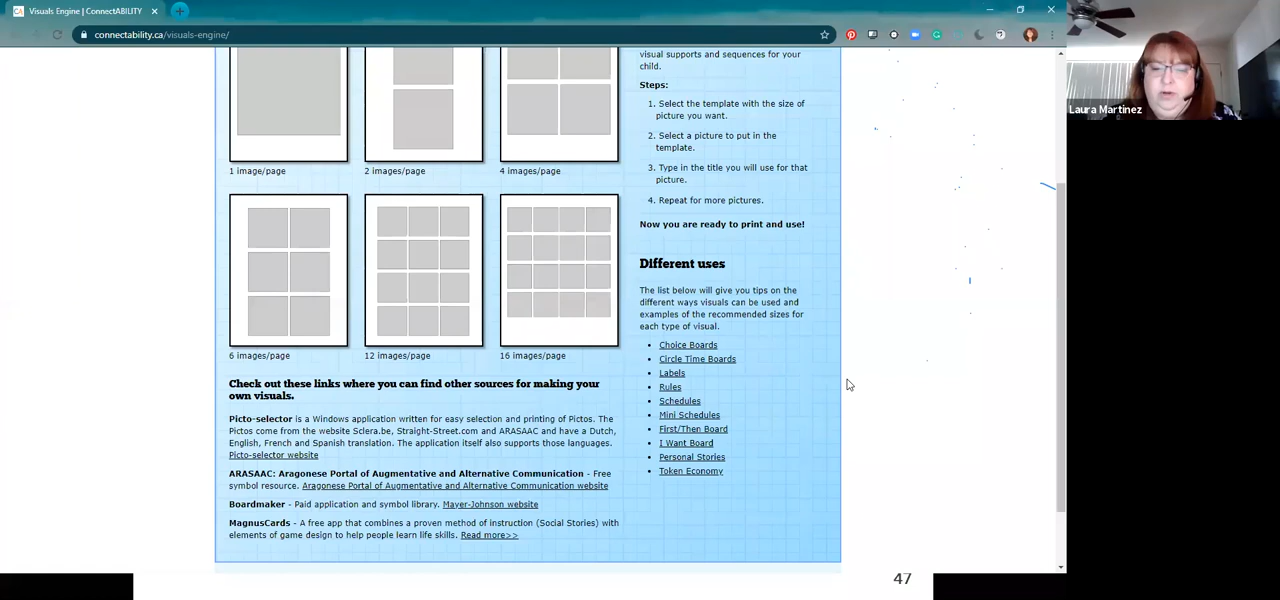 Visuals Engine | ConnectABILITY
connectability.ca/visuals-engine/
Laura Martinez
1 image/page
2 images/page
4 images/page
6 images/page
12 images/page
16 images/page
Check out these links where you can find other sources for making your
own visuals.
Picto-selector is a Windows application written for easy selection and printing of Pictos. The
Pictos come from the website Sclera.be, Straight-Street.com and ARASAAC and have a Dutch,
English, French and Spanish translation. The application itself also supports those languages.
Picto-selector website
ARASAAC: Aragonese Portal of Augmentative and Alternative Communication - Free
symbol resource. Aragonese Portal of Augmentative and Alternative Communication website
Boardmaker - Paid application and symbol library. Mayer-Johnson website
MagnusCards - A free app that combines a proven method of instruction (Social Stories) with
elements of game design to help people learn life skills. Read more>>
visual supports and sequences for your
child.
Steps:
1. Select the template with the size of
picture you want.
2. Select a picture to put in the
template.
3. Type in the title you will use for that
picture.
4. Repeat for more pictures.
Now you are ready to print and use!
Different uses
The list below will give you tips on the
different ways visuals can be used and
examples of the recommended sizes for
each type of visual.
• Choice Boards
• Circle Time Boards
• Labels
• Rules
• Schedules
• Mini Schedules
• First/Then Board
• I Want Board
• Personal Stories
• Token Economy
47